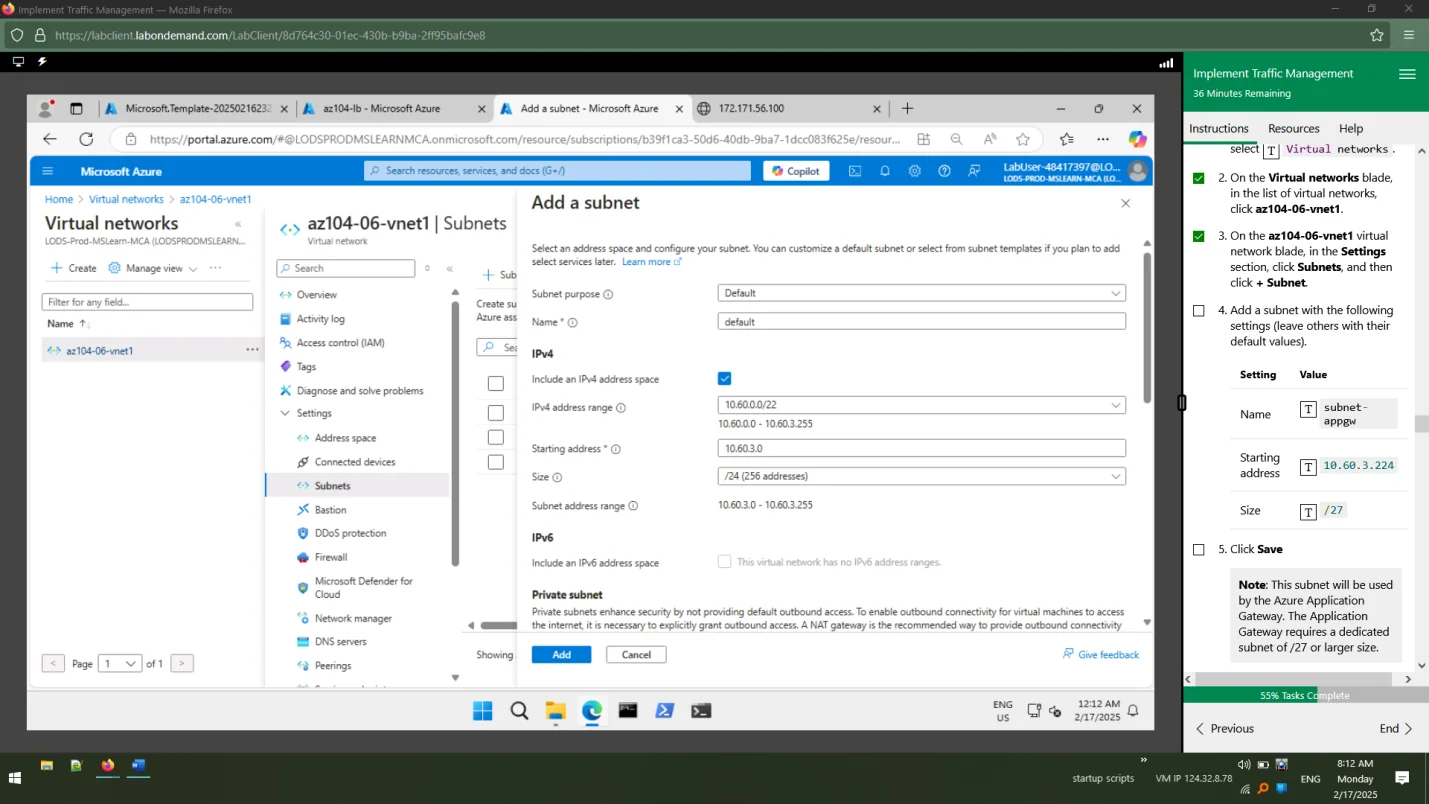 Implement Traffic Management — Mozilla Firefox
https://labclient.labondemand.com/LabClient/8d764c30-01ec-430b-b9ba-2ff95bafc9e8
Microsoft.Template-20250216232
az104-lb - Microsoft Azure
Add a subnet - Microsoft Azure
172.171.56.100
https://portal.azure.com/#@LODSPRODMSLEARNMCA.onmicrosoft.com/resource/subscriptions/b39f1ca3-50d6-40db-9ba7-1dcc083f625e/resour...
Microsoft Azure
Search resources, services, and docs (G+/)
Copilot
LabUser-48417397@LO...
LODS-PROD-MSLEARN-MCA (LO...
Home > Virtual networks > az104-06-vnet1
Virtual networks
LODS-Prod-MSLearn-MCA (LODSPRODMSLEARN...
Create
Manage view
Filter for any field...
Name
az104-06-vnet1
Page 1 of 1
az104-06-vnet1 | Subnets
Virtual network
Search
Overview
Activity log
Access control (IAM)
Tags
Diagnose and solve problems
Settings
Address space
Connected devices
Subnets
Bastion
DDoS protection
Firewall
Microsoft Defender for
Cloud
Network manager
DNS servers
Peerings
+ Sub
Create su
Azure ass
Sea
Showing
Add a subnet
Select an address space and configure your subnet. You can customize a default subnet or select from subnet templates if you plan to add
select services later. Learn more
Subnet purpose
Default
Name *
default
IPv4
Include an IPv4 address space
IPv4 address range
10.60.0.0/22
10.60.0.0 - 10.60.3.255
Starting address *
10.60.3.0
Size
/24 (256 addresses)
Subnet address range
10.60.3.0 - 10.60.3.255
IPv6
Include an IPv6 address space
This virtual network has no IPv6 address ranges.
Private subnet
Private subnets enhance security by not providing default outbound access. To enable outbound connectivity for virtual machines to access
the internet, it is necessary to explicitly grant outbound access. A NAT gateway is the recommended way to provide outbound connectivity
Add
Cancel
Give feedback
ENG
US
12:12 AM
2/17/2025
Implement Traffic Management
36 Minutes Remaining
Instructions
Resources
Help
select T Virtual networks .
2. On the Virtual networks blade,
in the list of virtual networks,
click az104-06-vnet1.
3. On the az104-06-vnet1 virtual
network blade, in the Settings
section, click Subnets, and then
click + Subnet.
4. Add a subnet with the following
settings (leave others with their
default values).
Setting Value
Name T subnet-
appgw
Starting
address T 10.60.3.224
Size T /27
5. Click Save
Note: This subnet will be used
by the Azure Application
Gateway. The Application
Gateway requires a dedicated
subnet of /27 or larger size.
55% Tasks Complete
Previous
End
startup scripts
VM IP 124.32.8.78
ENG
8:12 AM
Monday
2/17/2025